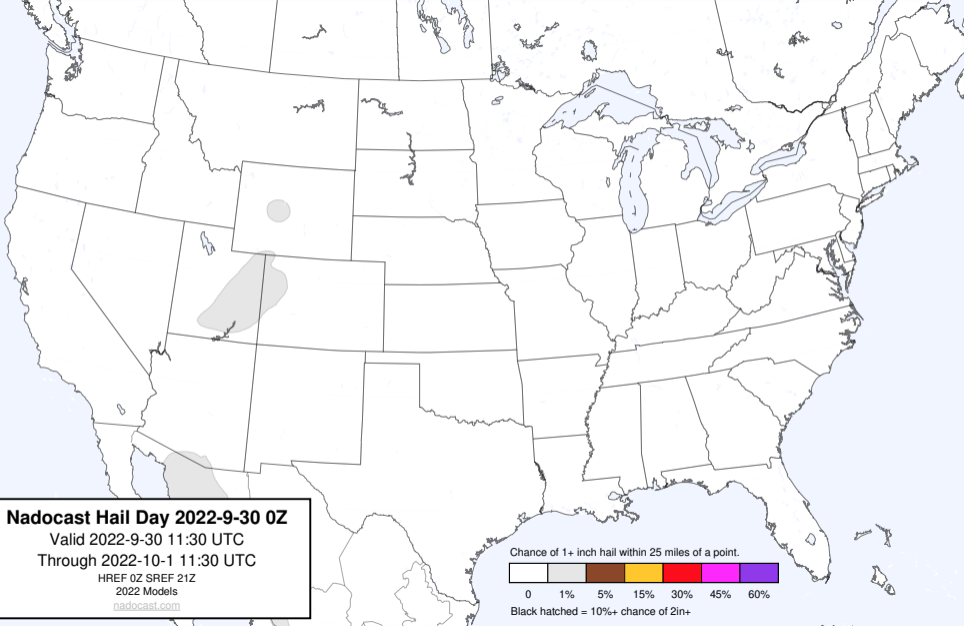 Nadocast Hail Day 2022-9-30 0Z
Valid 2022-9-30 11:30 UTC
Through 2022-10-1 11:30 UTC
HREF 0Z SREF 21Z
2022 Models
nadocast.com
Chance of 1+ inch hail within 25 miles of a point.
0 1% 5% 15% 30% 45% 60%
Black hatched = 10%+ chance of 2in+